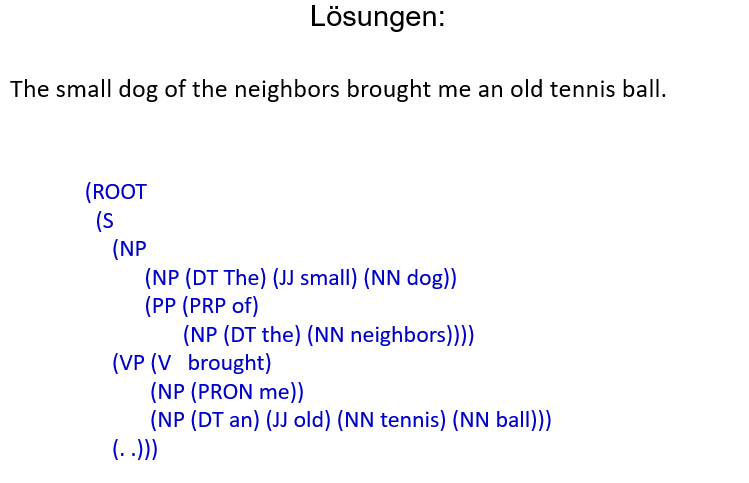 Lösungen:
The small dog of the neighbors brought me an old tennis ball.
(ROOT
(S
(NP
(NP (DT The) (JJ small) (NN dog))
(PP (PRP of)
(NP (DT the) (NN neighbors))))
(VP (V brought)
(NP (PRON me))
(NP (DT an) (JJ old) (NN tennis) (NN ball)))
(. .)))